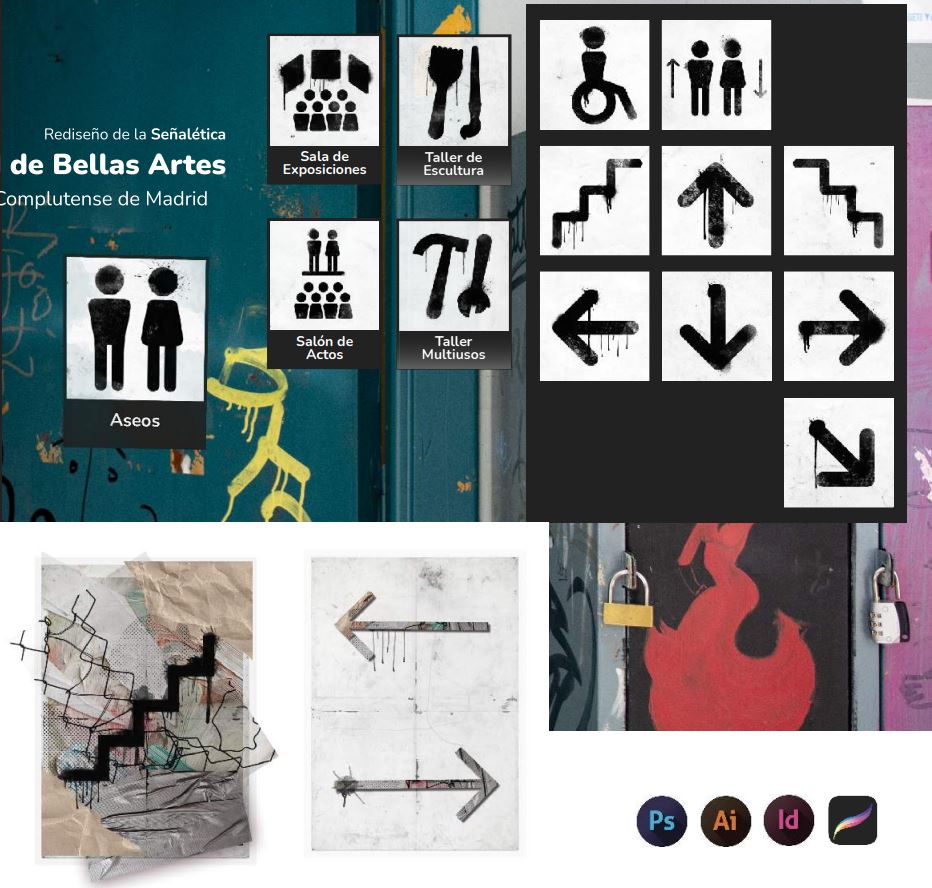 Rediseño de la Señalética
de Bellas Artes
Complutense de Madrid
Aseos
Sala de
Exposiciones
Taller de
Escultura
Salón de
Actos
Taller
Multiusos
Ps
Ai
Id